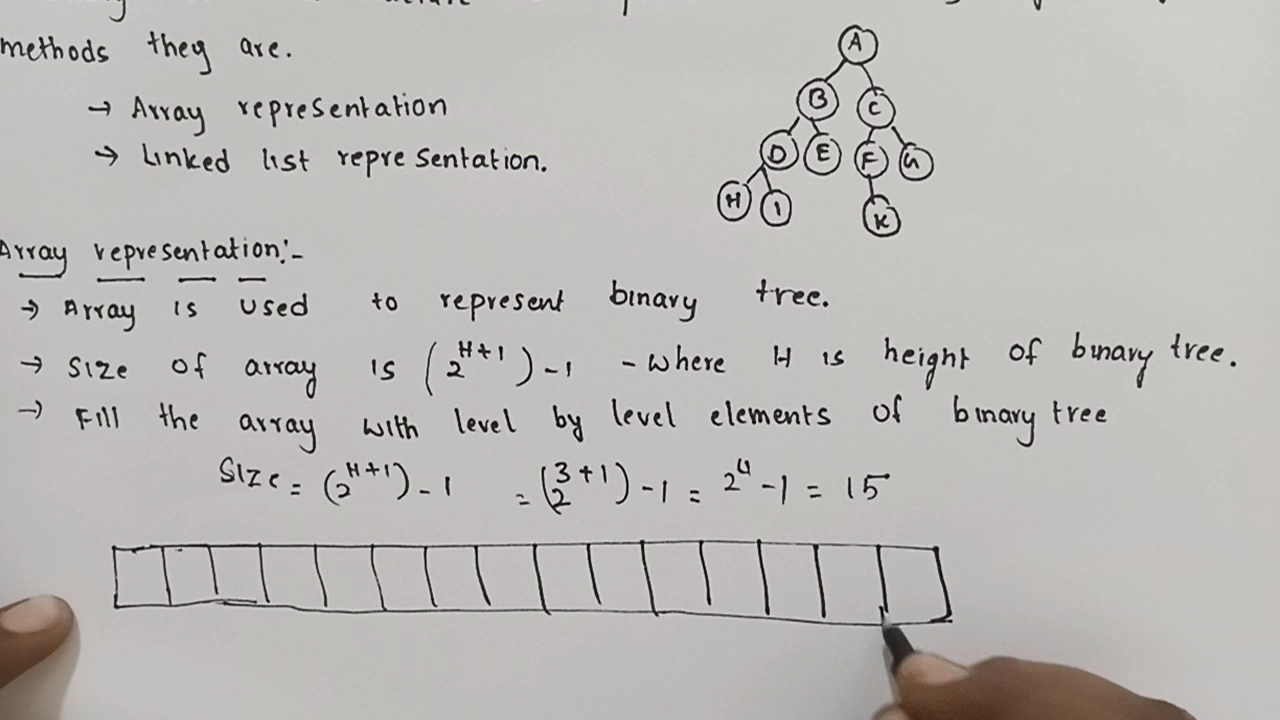 methods they are.
→ Array representation
→ Linked list representation.
A
B C
D E F G
H I K
Array representation:-
→ Array is used to represent binary tree.
→ Size of array is (2^{H+1}) - 1 - where H is height of binary tree.
→ Fill the array with level by level elements of binary tree
Size = (2^{H+1}) - 1 = (2^{3+1}) - 1 = 2^4 - 1 = 15